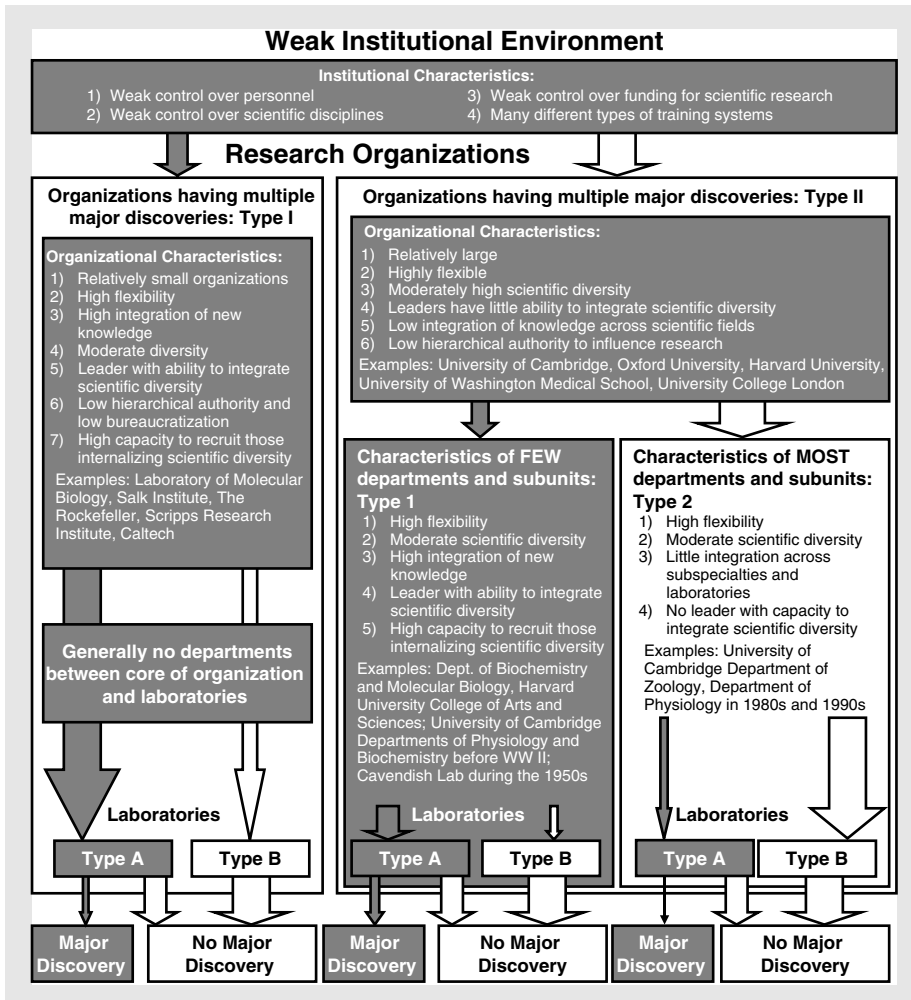 Weak Institutional Environment
Institutional Characteristics:
1) Weak control over personnel
2) Weak control over scientific disciplines
3) Weak control over funding for scientific research
4) Many different types of training systems
Research Organizations
Organizations having multiple
major discoveries: Type I
Organizational Characteristics:
1) Relatively small organizations
2) High flexibility
3) High integration of new
knowledge
4) Moderate diversity
5) Leader with ability to integrate
scientific diversity
6) Low hierarchical authority and
low bureaucratization
7) High capacity to recruit those
internalizing scientific diversity
Examples: Laboratory of Molecular
Biology, Salk Institute, The
Rockefeller, Scripps Research
Institute, Caltech
Generally no departments
between core of organization
and laboratories
Laboratories
Type A
Type B
Major
Discovery
No Major
Discovery
Organizations having multiple major discoveries: Type II
Organizational Characteristics:
1) Relatively large
2) Highly flexible
3) Moderately high scientific diversity
4) Leaders have little ability to integrate scientific diversity
5) Low integration of knowledge across scientific fields
6) Low hierarchical authority to influence research
Examples: University of Cambridge, Oxford University, Harvard University,
University of Washington Medical School, University College London
Characteristics of FEW
departments and subunits:
Type 1
1) High flexibility
2) Moderate scientific diversity
3) High integration of new
knowledge
4) Leader with ability to integrate
scientific diversity
5) High capacity to recruit those
internalizing scientific diversity
Examples: Dept. of Biochemistry
and Molecular Biology, Harvard
University College of Arts and
Sciences; University of Cambridge
Departments of Physiology and
Biochemistry before WW II;
Cavendish Lab during the 1950s
Laboratories
Type A
Type B
Major
Discovery
No Major
Discovery
Characteristics of MOST
departments and subunits:
Type 2
1) High flexibility
2) Moderate scientific diversity
3) Little integration across
subspecialties and
laboratories
4) No leader with capacity to
integrate scientific diversity
Examples: University of
Cambridge Department of
Zoology, Department of
Physiology in 1980s and 1990s
Laboratories
Type A
Type B
Major
Discovery
No Major
Discovery